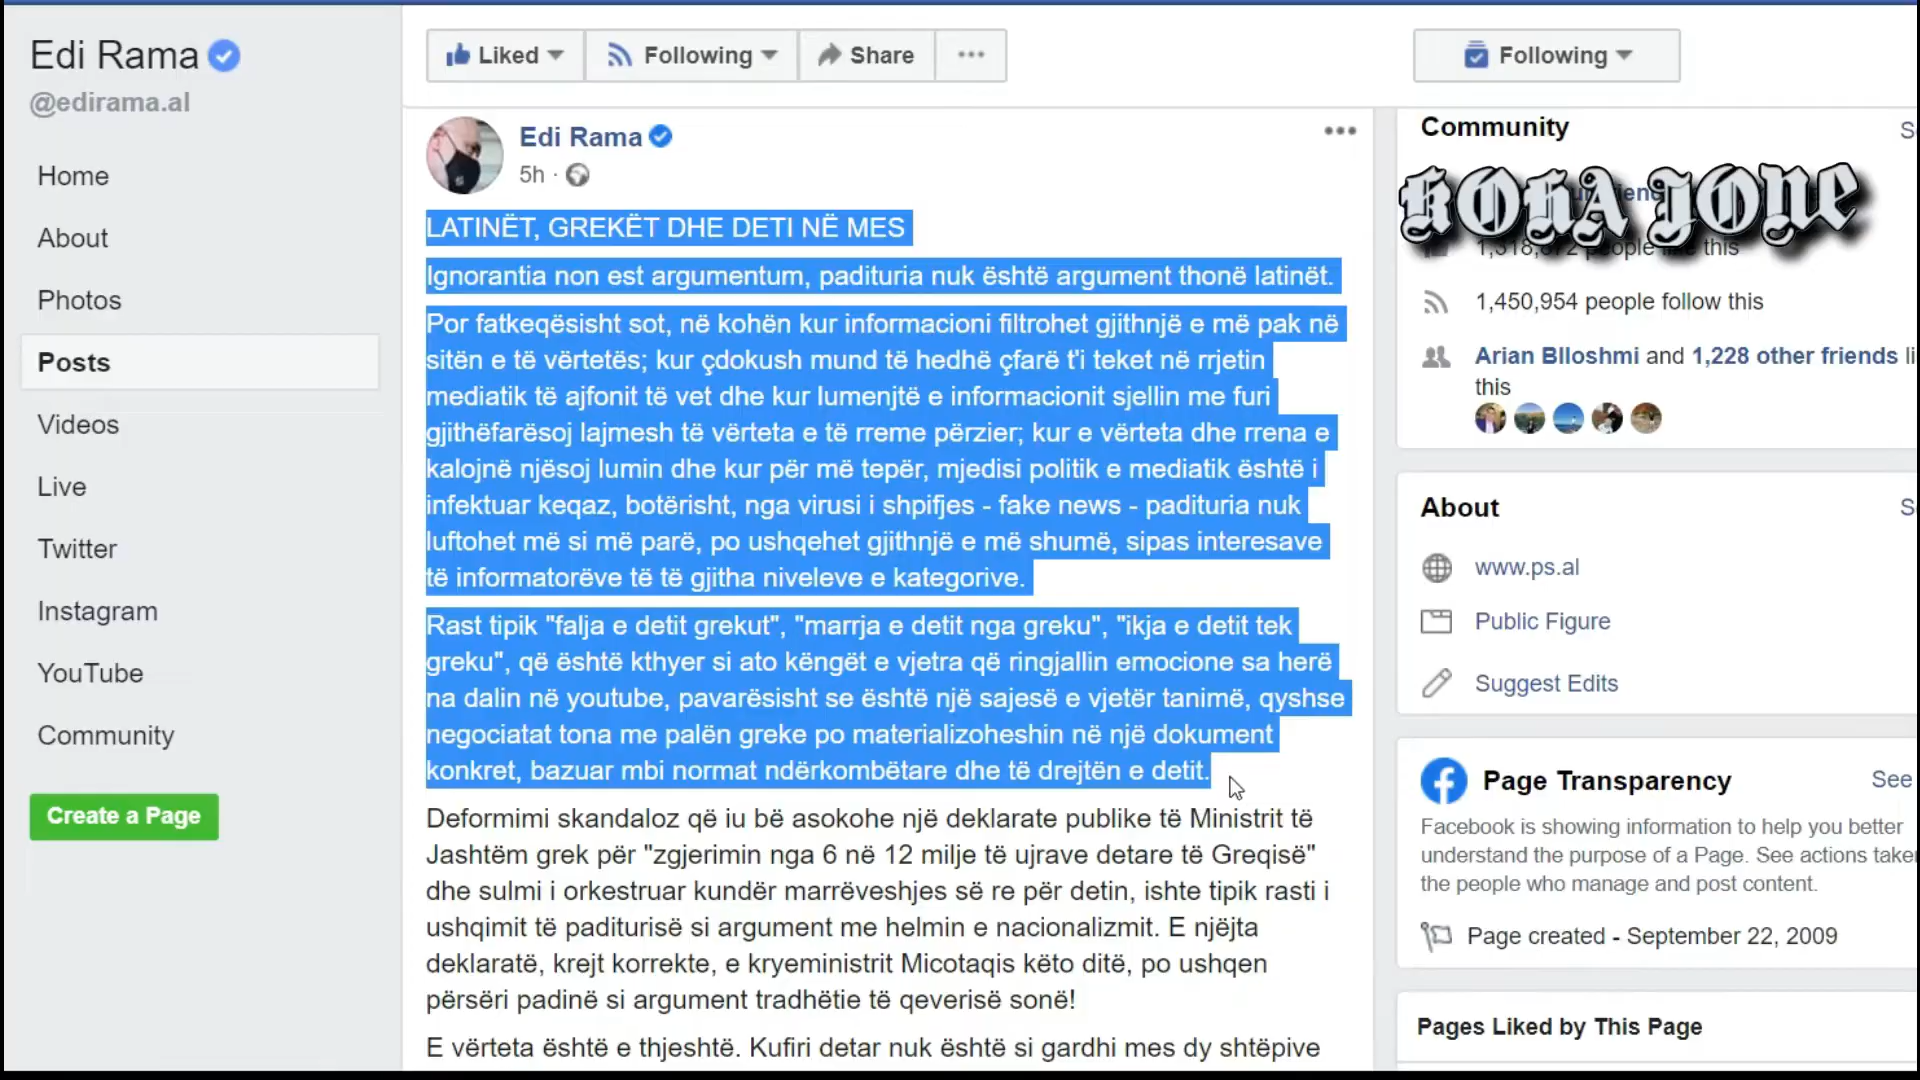 Edi Rama
@edirama.al
Home
About
Photos
Posts
Videos
Live
Twitter
Instagram
YouTube
Community
Create a Page
Liked
Following
Share
Edi Rama
5h ·
LATINËT, GREKËT DHE DETI NË MES
Ignorantia non est argumentum, padituria nuk është argument thonë latinët.
Por fatkeqësisht sot, në kohën kur informacioni filtrohet gjithnjë e më pak në
sitën e të vërtetës; kur çdokush mund të hedhë çfarë t'i teket në rrjetin
mediatik të ajfonit të vet dhe kur lumenjtë e informacionit sjellin me furi
gjithëfarësoj lajmesh të vërteta e të rreme përzier; kur e vërteta dhe rrena e
kalojnë njësoj lumin dhe kur për më tepër, mjedisi politik e mediatik është i
infektuar keqaz, botërisht, nga virusi i shpifjes - fake news - padituria nuk
luftohet më si më parë, po ushqehet gjithnjë e më shumë, sipas interesave
të informatorëve të të gjitha niveleve e kategorive.
Rast tipik "falja e detit grekut", "marrja e detit nga greku", "ikja e detit tek
greku", që është kthyer si ato këngët e vjetra që ringjallin emocione sa herë
na dalin në youtube, pavarësisht se është një sajesë e vjetër tanimë, qyshse
negociatat tona me palën greke po materializoheshin në një dokument
konkret, bazuar mbi normat ndërkombëtare dhe të drejtën e detit.
Deformimi skandaloz që iu bë asokohe një deklarate publike të Ministrit të
Jashtëm grek për "zgjerimin nga 6 në 12 milje të ujrave detare të Greqisë"
dhe sulmi i orkestruar kundër marrëveshjes së re për detin, ishte tipik rasti i
ushqimit të paditurisë si argument me helmin e nacionalizmit. E njëjta
deklaratë, krejt korrekte, e kryeministrit Micotaqis këto ditë, po ushqen
përsëri padinë si argument tradhëtie të qeverisë sonë!
E vërteta është e thjeshtë. Kufiri detar nuk është si gardhi mes dy shtëpive
Following
Community
KOHA JONE
people like this
1,450,954 people follow this
Arian Blloshmi and 1,228 other friends
this
About
www.ps.al
Public Figure
Suggest Edits
Page Transparency
See
Facebook is showing information to help you better
understand the purpose of a Page. See actions
the people who manage and post content.
Page created - September 22, 2009
Pages Liked by This Page